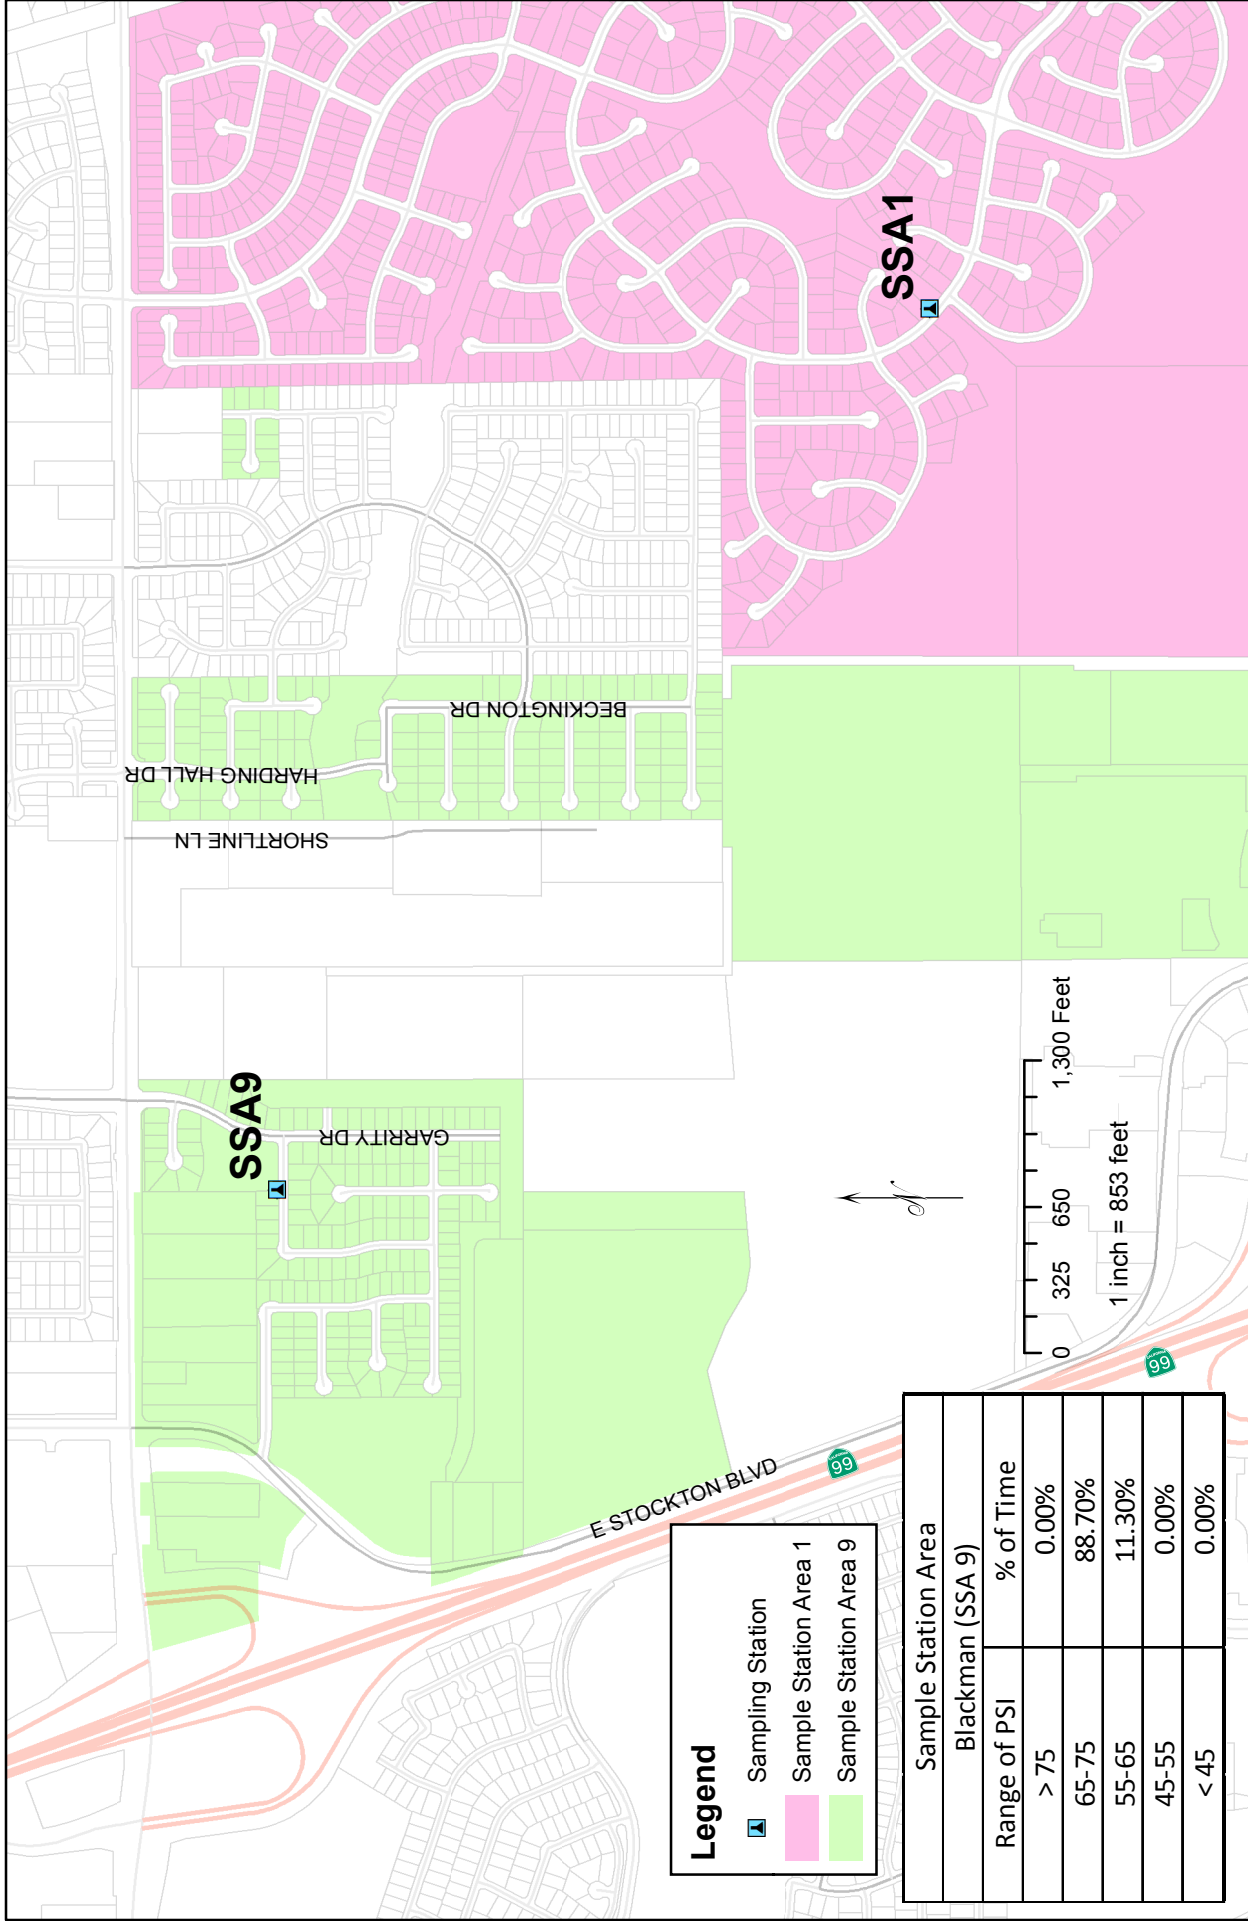 SSA9
SSA1
HARDING HALL DR
BECKINGTON DR
SHORTLINE LN
GARRITY DR
E STOCKTON BLVD
99
99
Legend
Sampling Station
Sample Station Area 1
Sample Station Area 9
0 325 650 1,300 Feet
1 inch = 853 feet
Sample Station Area
Blackman (SSA 9)
Range of PSI % of Time
> 75 0.00%
65-75 88.70%
55-65 11.30%
45-55 0.00%
< 45 0.00%